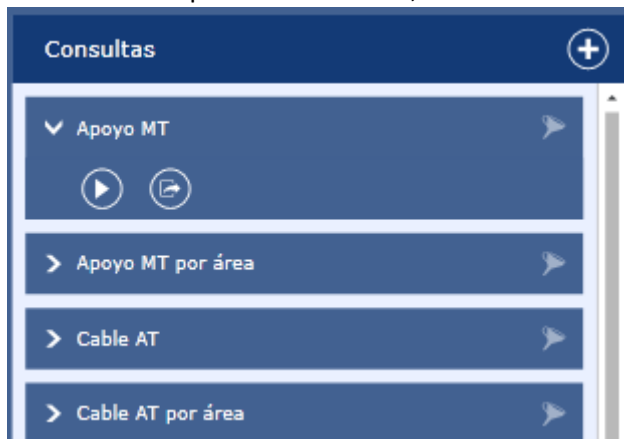 Consultas
Apoyo MT
Apoyo MT por área
Cable AT
Cable AT por área